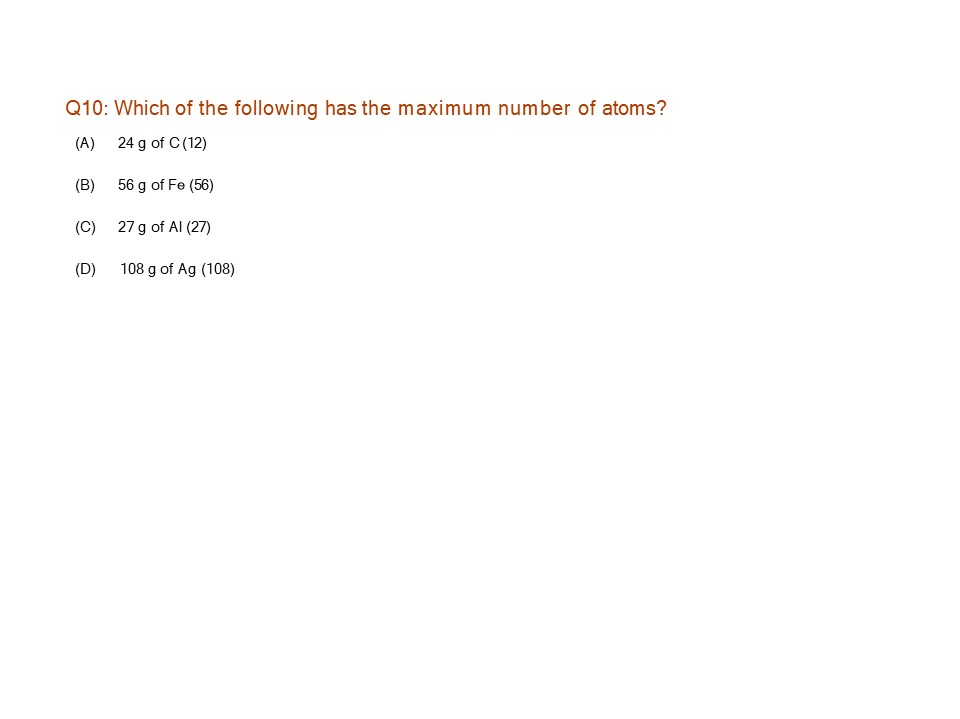 Q10: Which of the following has the maximum number of atoms?
(A) 24 g of C (12)
(B) 56 g of Fe (56)
(C) 27 g of Al (27)
(D) 108 g of Ag (108)